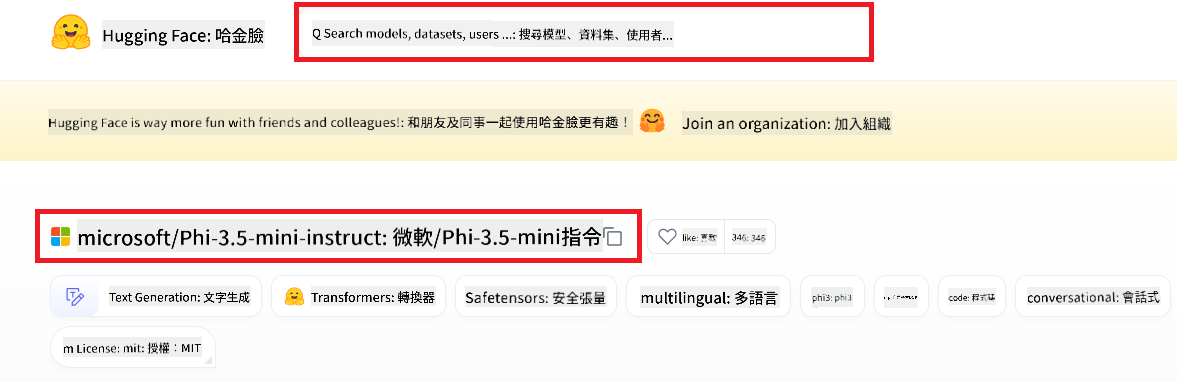 Hugging Face: 哈金臉
Q Search models, datasets, users ...: 搜尋模型、資料集、使用者...
Hugging Face is way more fun with friends and colleagues!: 和朋友及同事一起使用哈金臉更有趣！
Join an organization: 加入組織
microsoft/Phi-3.5-mini-instruct: 微軟/Phi-3.5-mini指令
like: 喜歡
346: 346
Text Generation: 文字生成
Transformers: 轉換器
Safetensors: 安全張量
multilingual: 多語言
phi3: phi3
code: 程式碼
conversational: 會話式
m License: mit: 授權：MIT